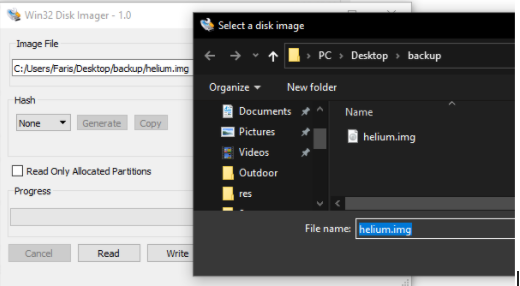 Win32 Disk Imager - 1.0
Image File
C:/Users/Faris/Desktop/backup/helium.img
Hash
None
Generate
Copy
Read Only Allocated Partitions
Progress
Cancel
Read
Write
Select a disk image
PC
Desktop
backup
Organize
New folder
Documents
Pictures
Videos
Outdoor
res
Name
helium.img
File name:
helium.img